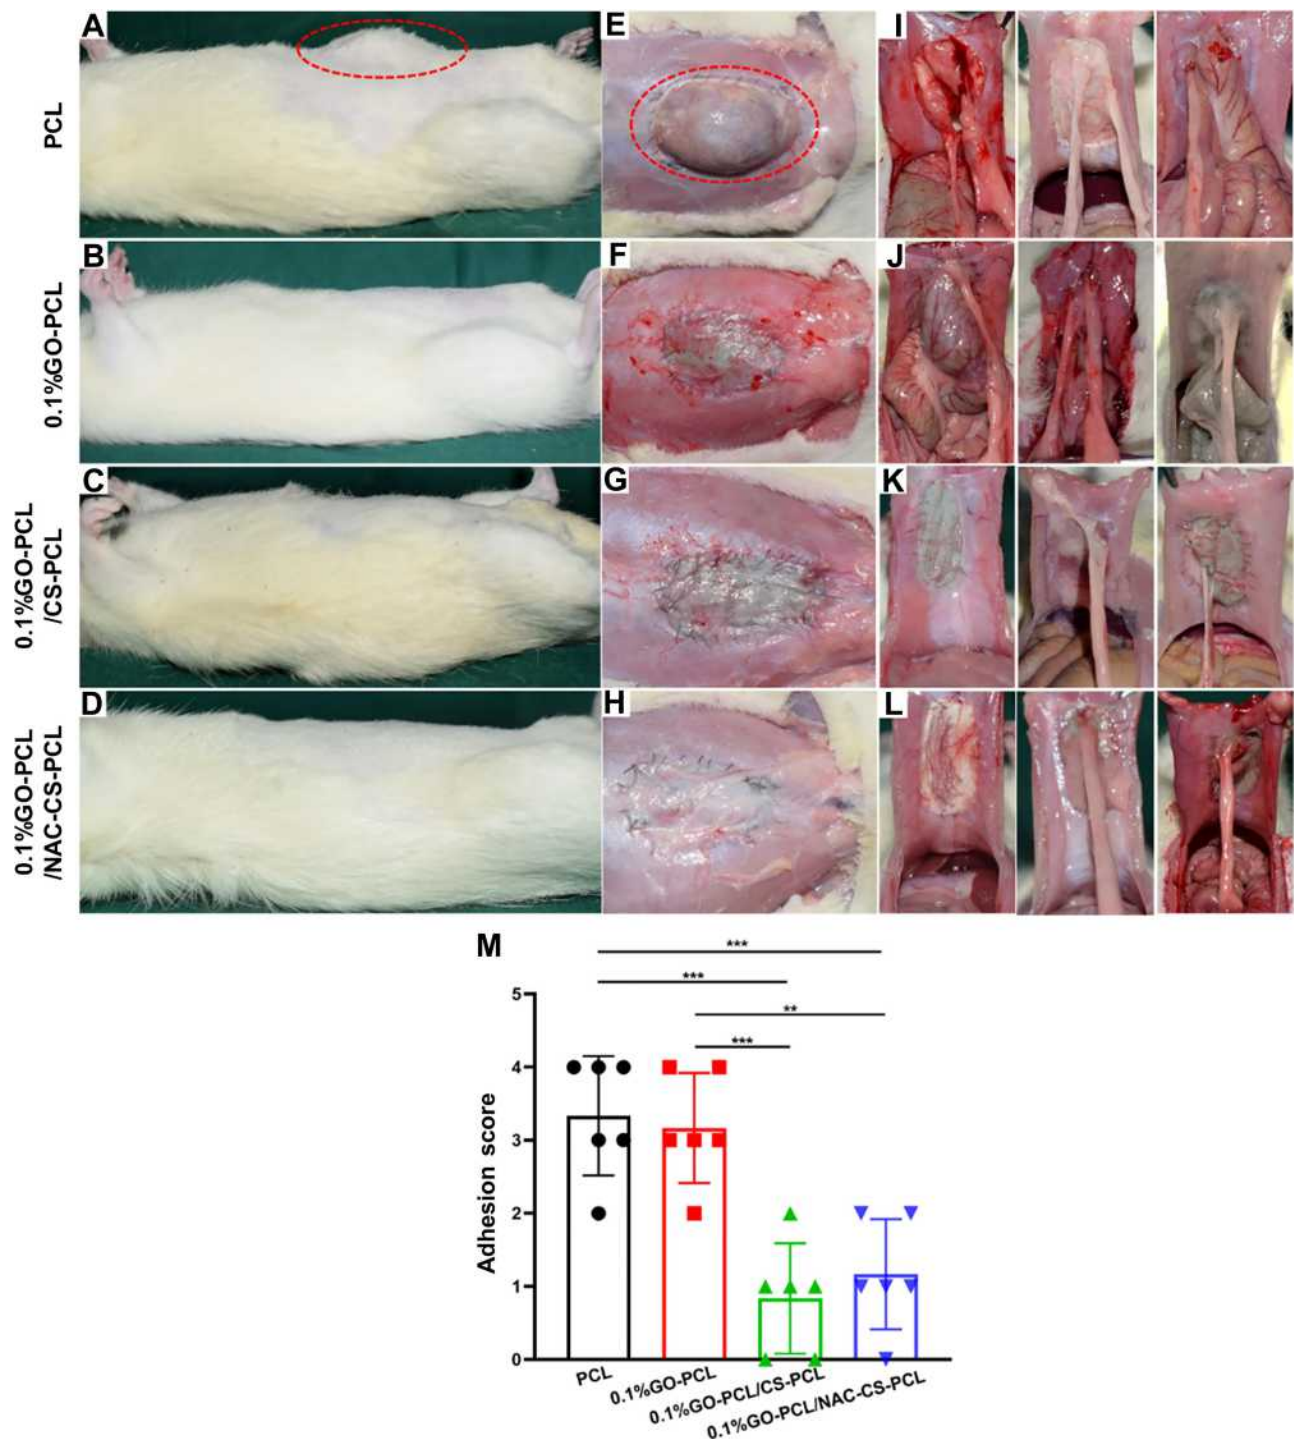 A
E
I
PCL
B
F
J
0.1%GO-PCL
C
G
K
0.1%GO-PCL
/CS-PCL
D
H
L
0.1%GO-PCL
/NAC-CS-PCL
M
***
***
**
***
5
4
3
2
1
0
Adhesion score
PCL
0.1%GO-PCL
0.1%GO-PCL/CS-PCL
0.1%GO-PCL/NAC-CS-PCL